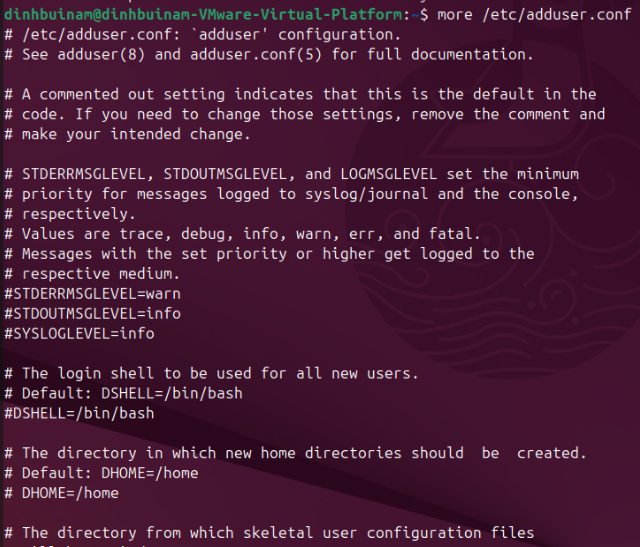 dinhbuinam@dinhbuinam-VMware-Virtual-Platform:~$ more /etc/adduser.conf
# /etc/adduser.conf: `adduser' configuration.
# See adduser(8) and adduser.conf(5) for full documentation.

# A commented out setting indicates that this is the default in the
# code. If you need to change those settings, remove the comment and
# make your intended change.

# STDERRMSGLEVEL, STDOUTMSGLEVEL, and LOGMSGLEVEL set the minimum
# priority for messages logged to syslog/journal and the console,
# respectively.
# Values are trace, debug, info, warn, err, and fatal.
# Messages with the set priority or higher get logged to the
# respective medium.
#STDERRMSGLEVEL=warn
#STDOUTMSGLEVEL=info
#SYSLOGLEVEL=info

# The login shell to be used for all new users.
# Default: DSHELL=/bin/bash
#DSHELL=/bin/bash

# The directory in which new home directories should  be  created.
# Default: DHOME=/home
# DHOME=/home

# The directory from which skeletal user configuration files